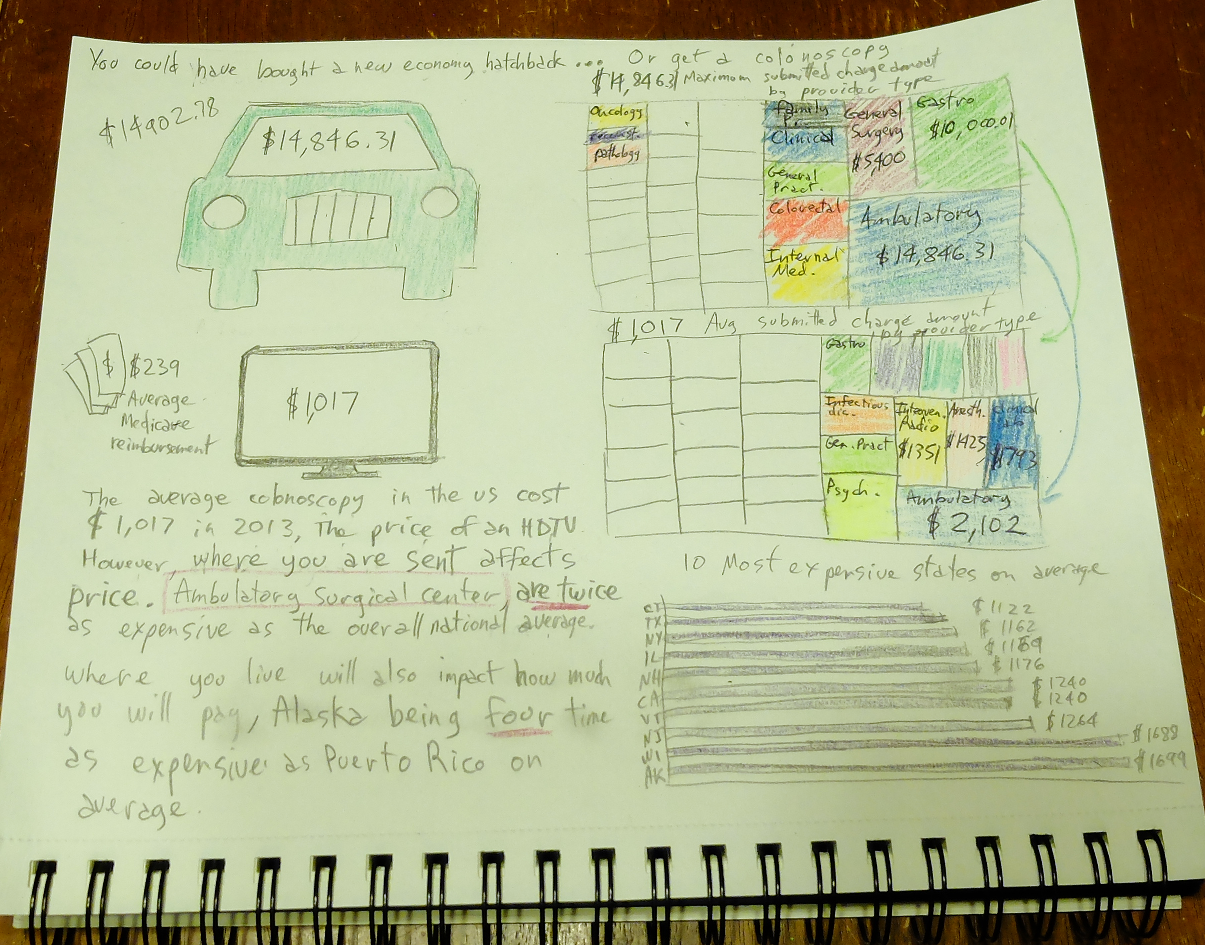 You could have bought a new economy hatchback ... Or get a colonoscopy
$14902.78
$14,846.31
$239
Average
Medicare
reimbursement
$1,017
The average colonoscopy in the US cost
$1,017 in 2013, The price of an HDTV.
However, where you are sent affects
price. Ambulatory Surgical center, are twice
as expensive as the overall national average.
Where you live will also impact how much
you will pay, Alaska being four time
as expensive as Puerto Rico on
average.
$14,846.31 Maximum submitted charge amount
by provider type
Oncology
Pathology
Family
Clinical
General
Pract.
Colorectal
Internal
Med.
General
Surgery
$5400
Gastro
$10,000.01
Ambulatory
$14,846.31
$1,017 Avg submitted charge amount
by provider type
Gastro
Infectious
dis.
Gen. Pract
Psych.
Interven.
Radio
$1351
Anesth.
$1425
Clinical
$1793
Ambulatory
$2,102
10 Most expensive states on average
CT $1122
TX $1162
NY $1169
IL $1176
NH $1240
CA $1240
VT $1264
NJ $1688
WI $1699
AK